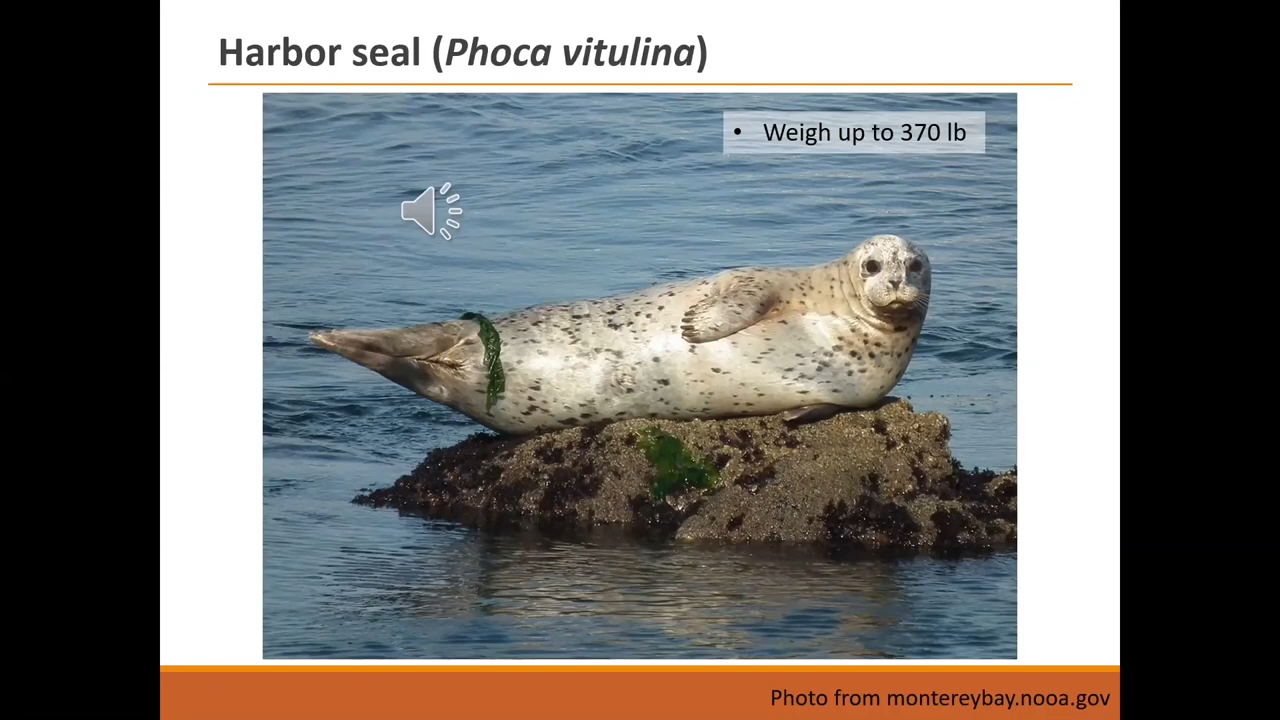 Harbor seal (Phoca vitulina)
• Weigh up to 370 lb
Photo from montereybay.nooa.gov